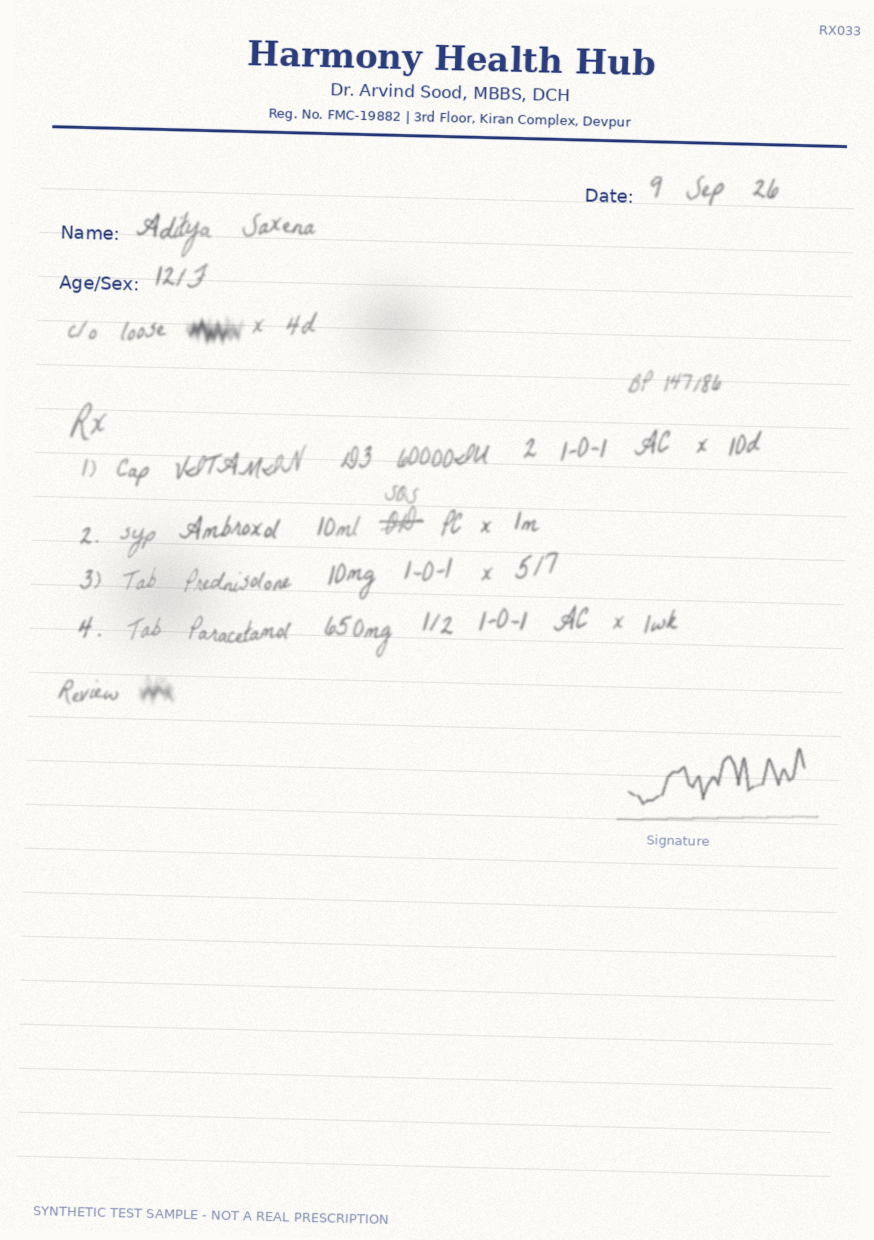 RX033
Harmony Health Hub
Dr. Arvind Sood, MBBS, DCH
Reg. No. FMC-19882 | 3rd Floor, Kiran Complex, Devpur
Date: 9 Sep 26
Name: Aditya Saxena
Age/Sex: 12/F
c/o loose x 4d
BP 147/86
Rx
1) Cap VITAMIN D3 60000IU 2 1-0-1 AC x 10d
SOS
2. syp Ambroxol 10ml OD PC x 1m
3) Tab Prednisolone 10mg 1-0-1 x 5/7
4. Tab Paracetamol 650mg 1/2 1-0-1 AC x 1wk
Review
Signature
SYNTHETIC TEST SAMPLE - NOT A REAL PRESCRIPTION